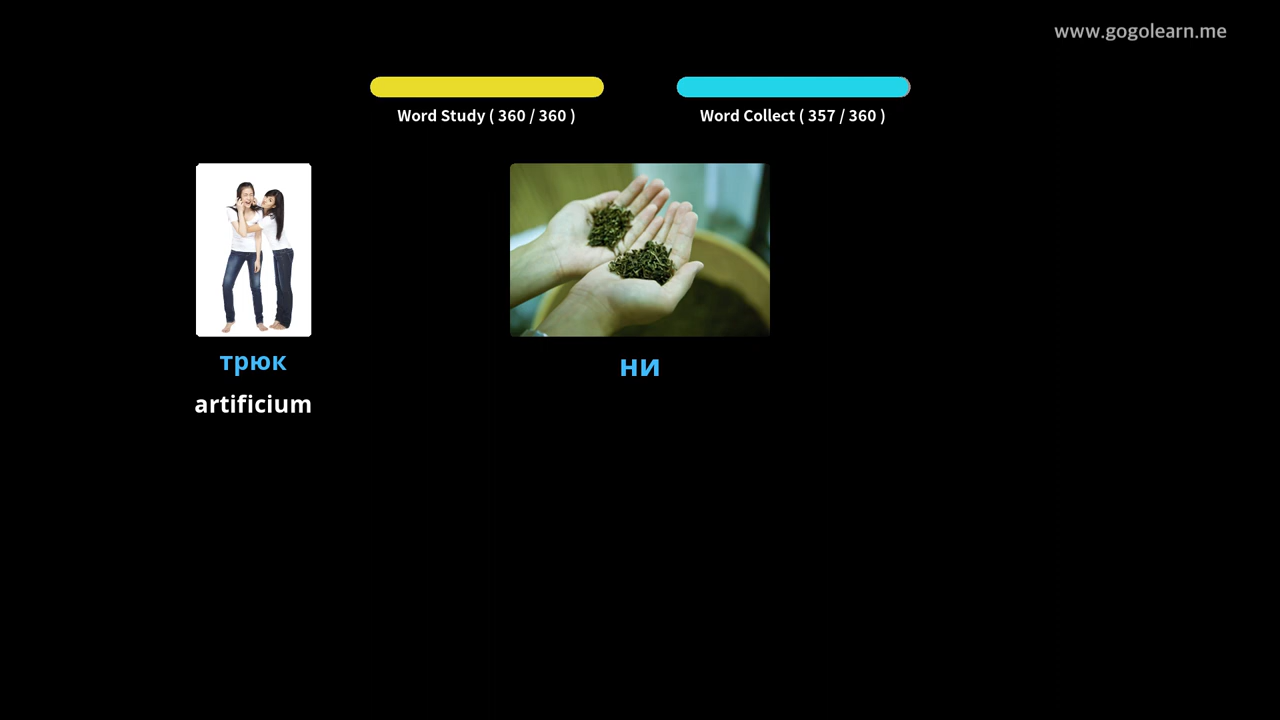 www.gogolearn.me
Word Study ( 360 / 360 )
Word Collect ( 357 / 360 )
трюк
artificium
ни